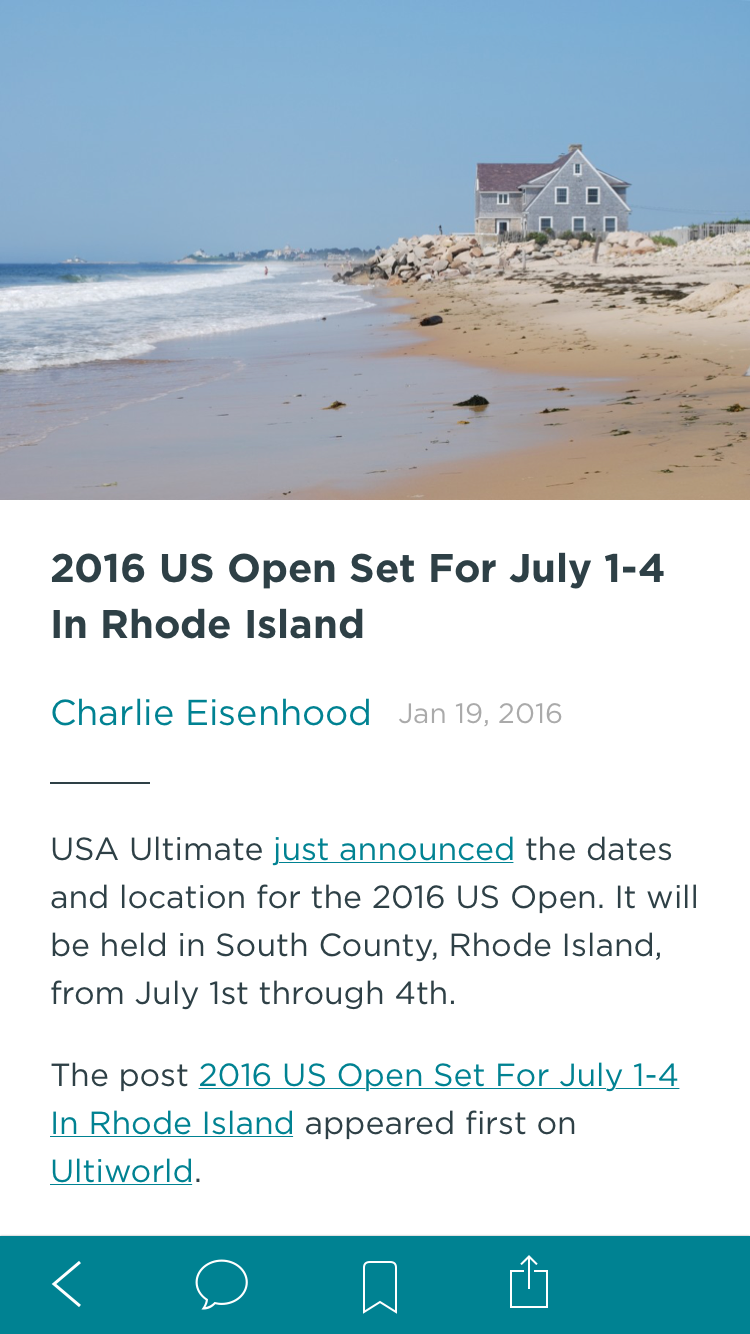 2016 US Open Set For July 1-4
In Rhode Island
Charlie Eisenhood Jan 19, 2016
USA Ultimate just announced the dates
and location for the 2016 US Open. It will
be held in South County, Rhode Island,
from July 1st through 4th.
The post 2016 US Open Set For July 1-4
In Rhode Island appeared first on
Ultiworld.